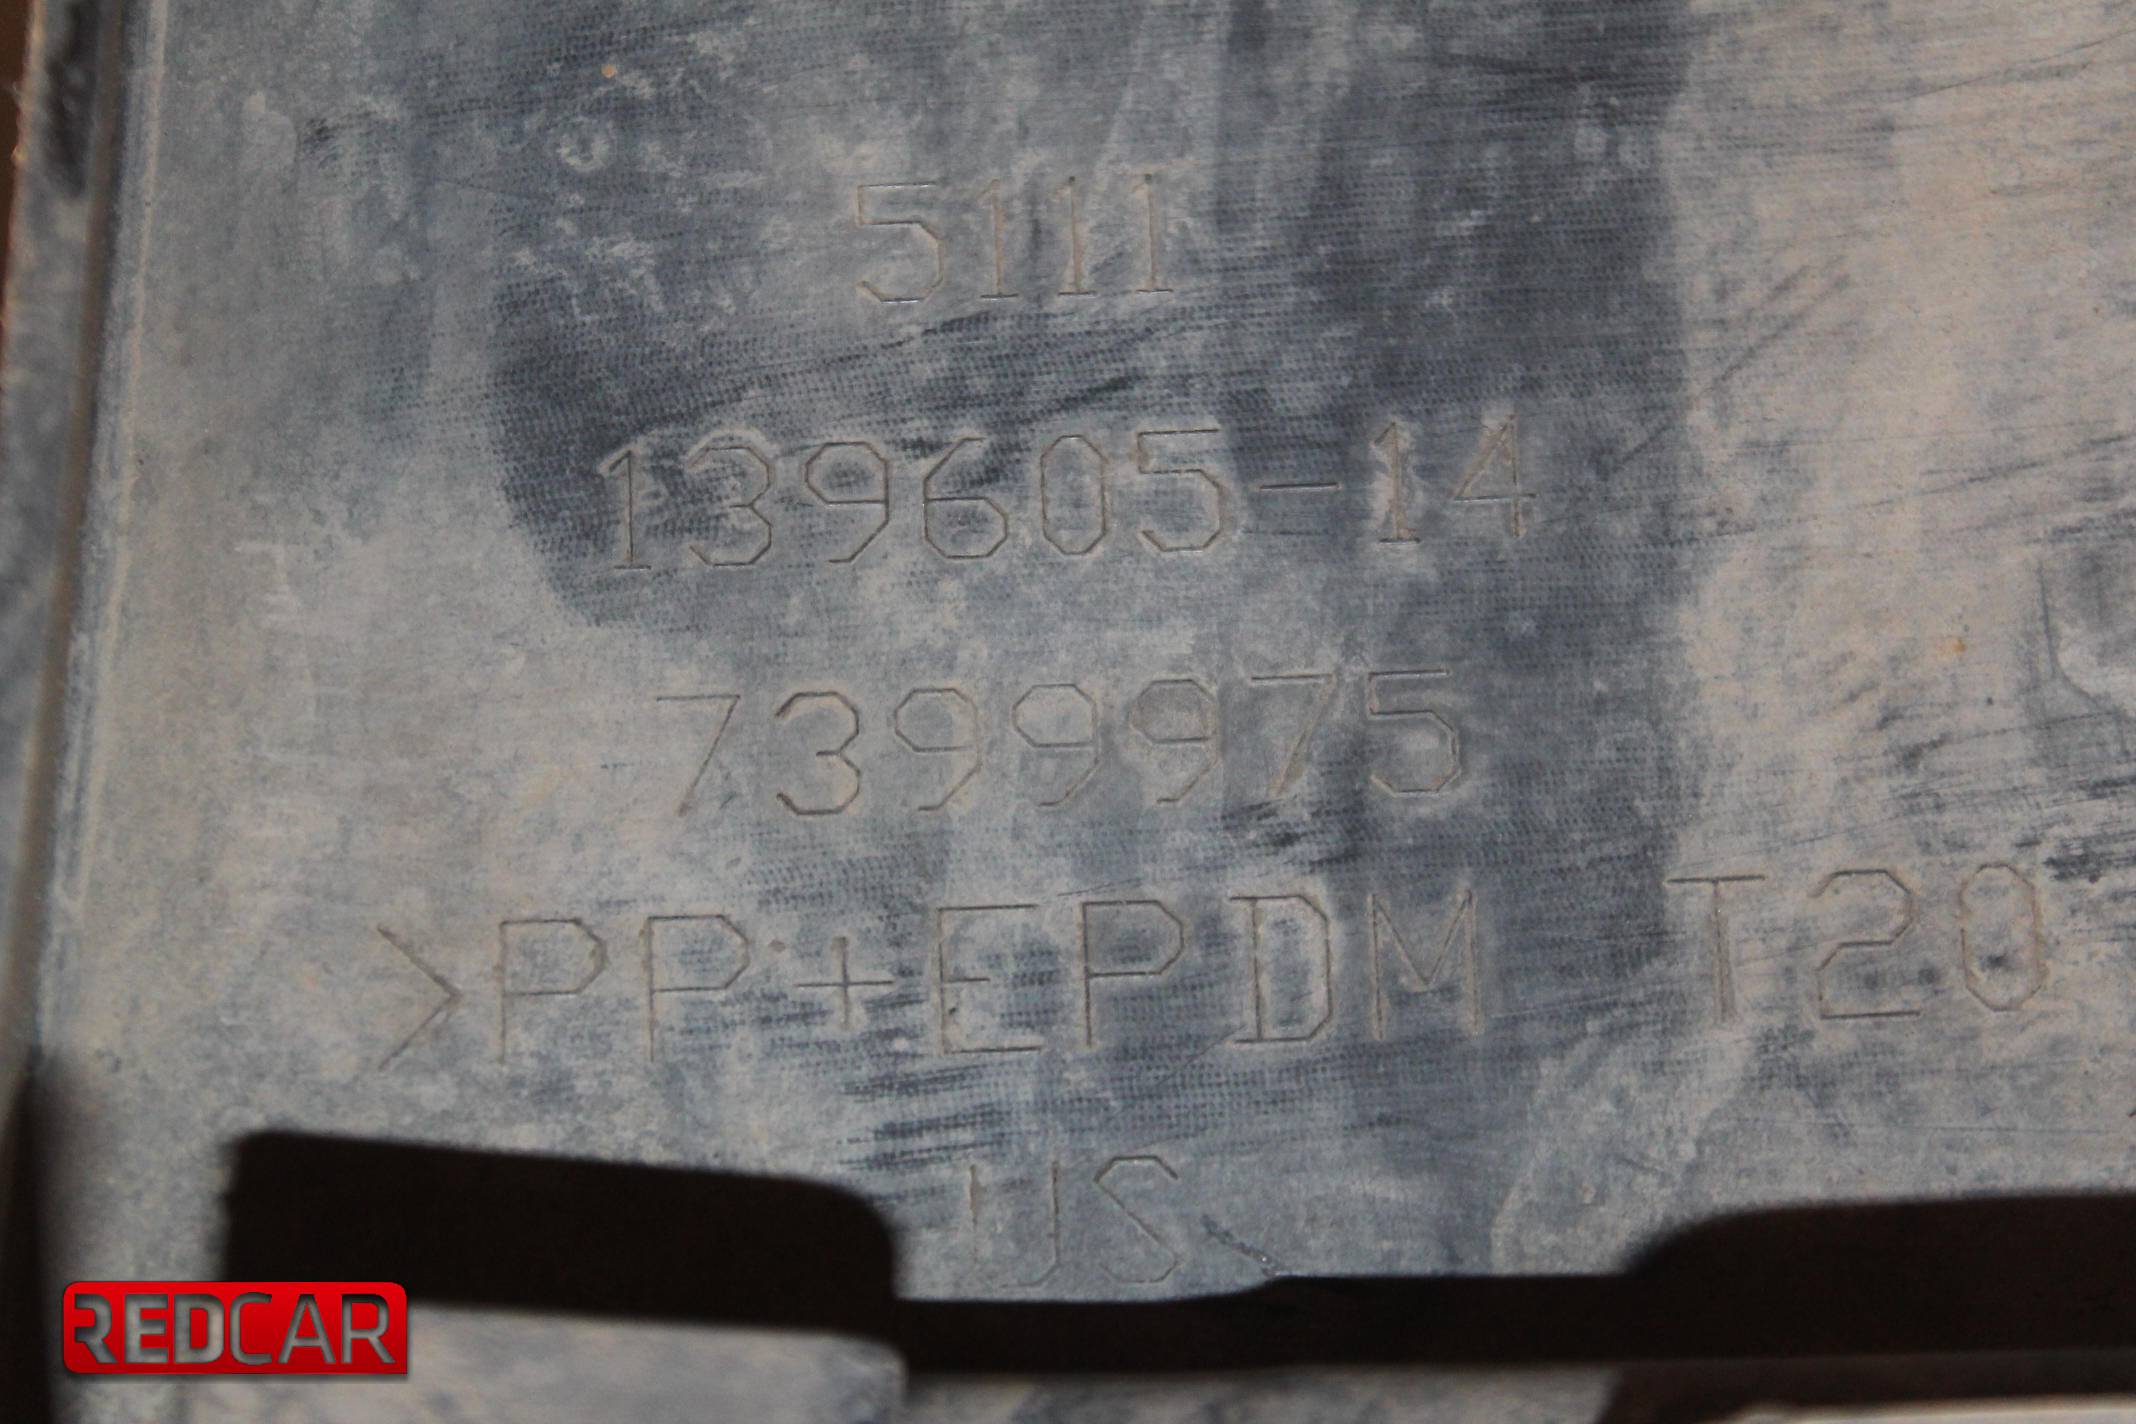 5111
139605-14
7399975
>PP+EPDM T20
US
REDCAR